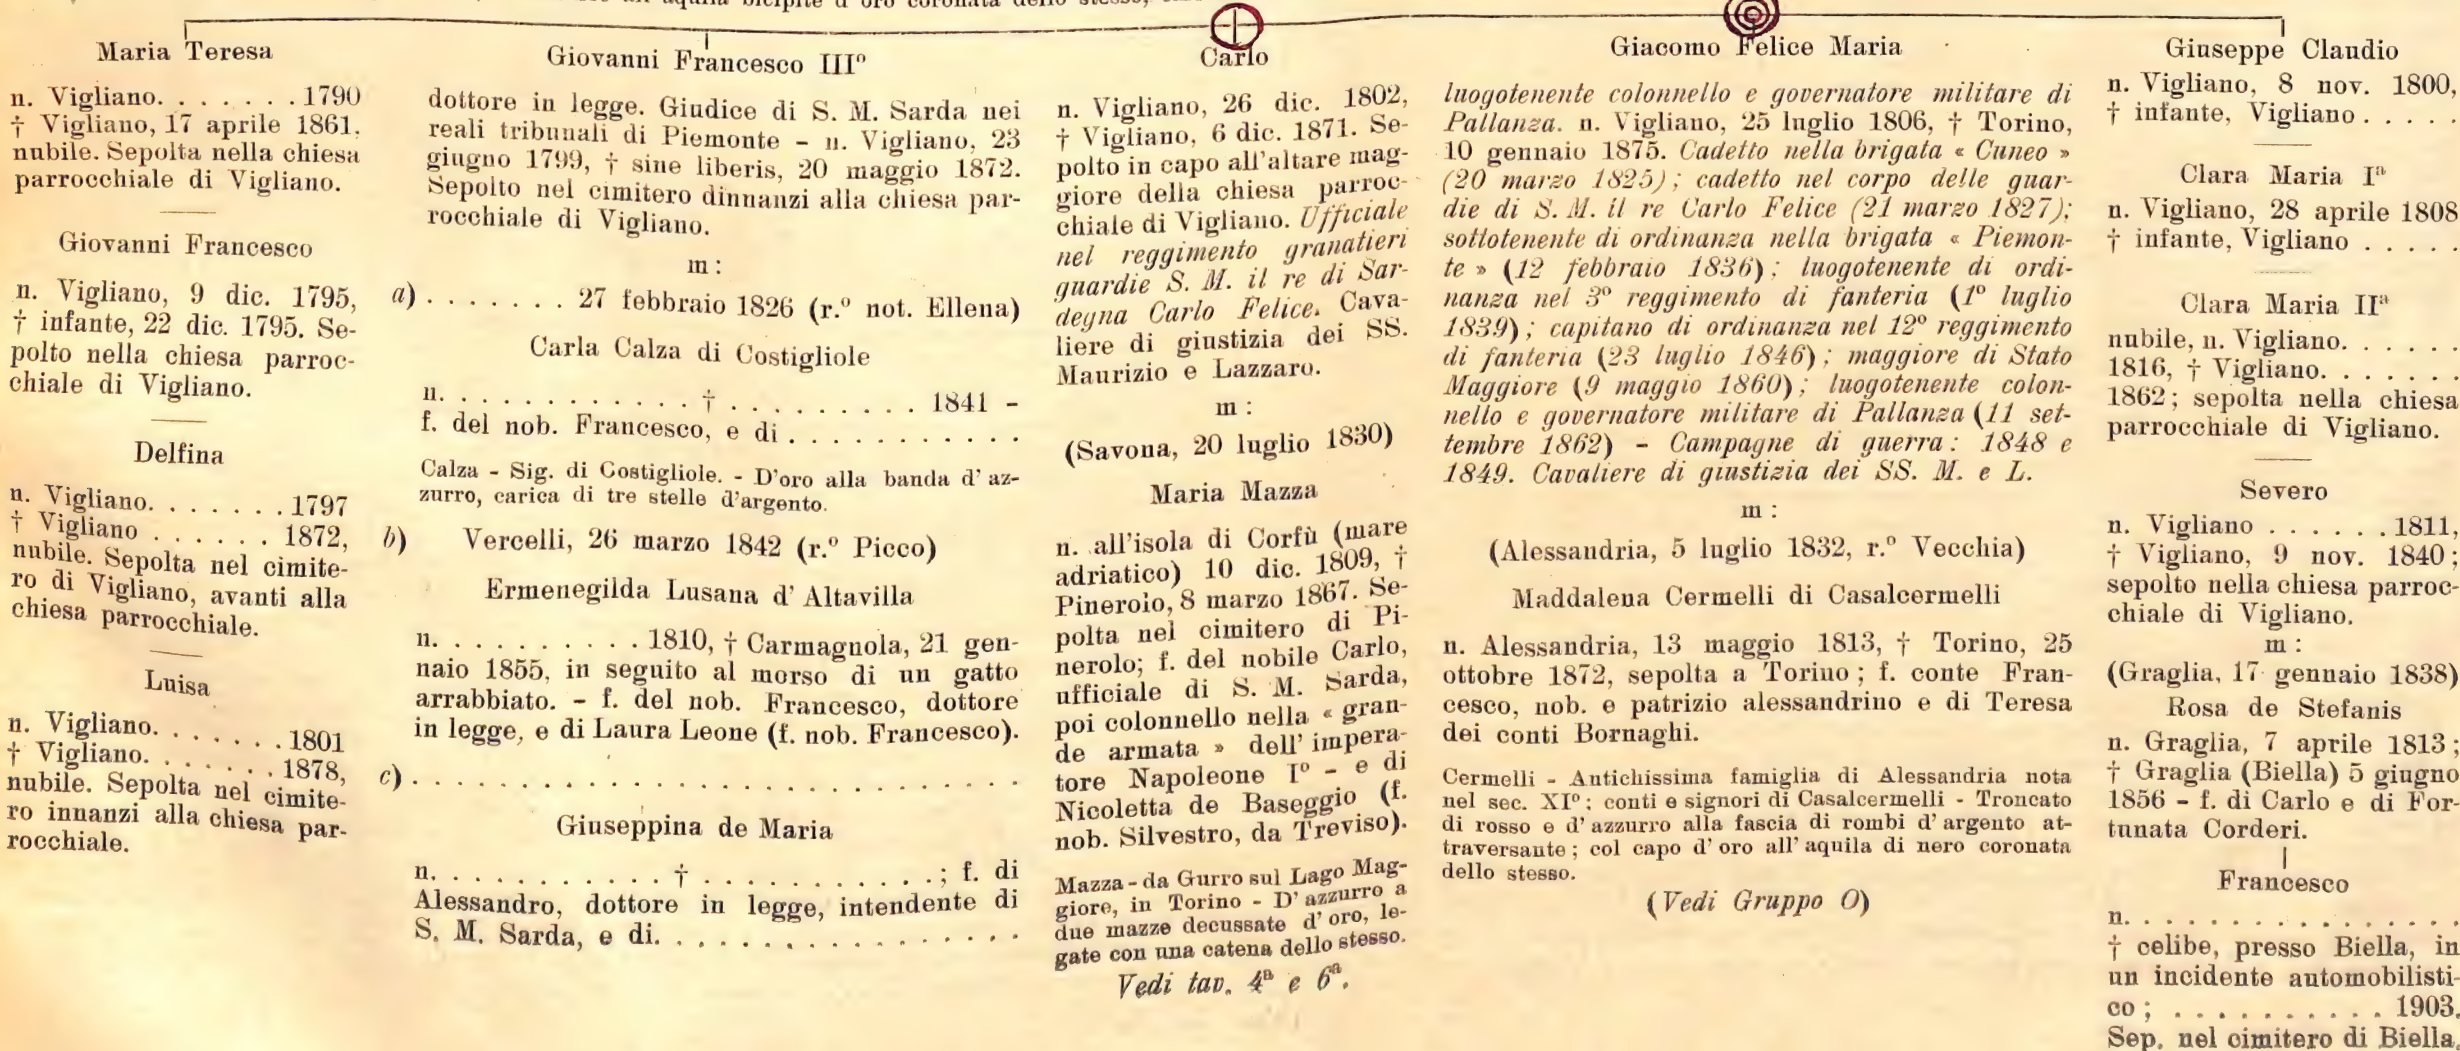 Maria Teresa
n. Vigliano. . . . . . . 1790
† Vigliano, 17 aprile 1861,
nubile. Sepolta nella chiesa
parrocchiale di Vigliano.
Giovanni Francesco
n. Vigliano, 9 dic. 1795,
† infante, 22 dic. 1795. Se-
polto nella chiesa parroc-
chiale di Vigliano.
Delfina
n. Vigliano. . . . . . . 1797
† Vigliano . . . . . . 1872,
nubile. Sepolta nel cimite-
ro di Vigliano, avanti alla
chiesa parrocchiale.
Luisa
n. Vigliano. . . . . . . 1801
† Vigliano. . . . . . . 1878,
nubile. Sepolta nel cimite-
ro innanzi alla chiesa par-
rocchiale.
Giovanni Francesco IIIº
dottore in legge. Giudice di S. M. Sarda nei
reali tribunali di Piemonte - n. Vigliano, 23
giugno 1799, † sine liberis, 20 maggio 1872.
Sepolto nel cimitero dinnanzi alla chiesa par-
rocchiale di Vigliano.
m :
a) . . . . . . . . 27 febbraio 1826 (r.º not. Ellena)
Carla Calza di Costigliole
n. . . . . . . . . . . . . † . . . . . . . . . . 1841 -
f. del nob. Francesco, e di . . . . . . . . . . .
Calza - Sig. di Costigliole. - D'oro alla banda d' az-
zurro, carica di tre stelle d'argento.
b) Vercelli, 26 marzo 1842 (r.º Picco)
Ermenegilda Lusana d' Altavilla
n. . . . . . . . . . . 1810, † Carmagnola, 21 gen-
naio 1855, in seguito al morso di un gatto
arrabbiato. - f. del nob. Francesco, dottore
in legge, e di Laura Leone (f. nob. Francesco).
c) . . . . . . . . . . . . . . . . . . . . . . . . .
Giuseppina de Maria
n. . . . . . . . . . . . † . . . . . . . . . . . . ; f. di
Alessandro, dottore in legge, intendente di
S. M. Sarda, e di. . . . . . . . . . . . . . . . .
Carlo
n. Vigliano, 26 dic. 1802,
† Vigliano, 6 dic. 1871. Se-
polto in capo all'altare mag-
giore della chiesa parroc-
chiale di Vigliano. Ufficiale
nel reggimento granatieri
guardie S. M. il re di Sar-
degna Carlo Felice. Cava-
liere di giustizia dei SS.
Maurizio e Lazzaro.
m :
(Savona, 20 luglio 1830)
Maria Mazza
n. all'isola di Corfù (mare
adriatico) 10 dic. 1809, †
Pinerolo, 8 marzo 1867. Se-
polta nel cimitero di Pi-
nerolo; f. del nobile Carlo,
ufficiale di S. M. Sarda,
poi colonnello nella « gran-
de armata » dell' impera-
tore Napoleone Iº - e di
Nicoletta de Baseggio (f.
nob. Silvestro, da Treviso).
Mazza - da Gurro sul Lago Mag-
giore, in Torino - D' azzurro a
due mazze decussate d' oro, le-
gate con una catena dello stesso.
Vedi tav. 4ª e 6ª.
Giacomo Felice Maria
luogotenente colonnello e governatore militare di
Pallanza. n. Vigliano, 25 luglio 1806, † Torino,
10 gennaio 1875. Cadetto nella brigata « Cuneo »
(20 marzo 1825) ; cadetto nel corpo delle guar-
die di S. M. il re Carlo Felice (21 marzo 1827);
sottotenente di ordinanza nella brigata « Piemon-
te » (12 febbraio 1836) ; luogotenente di ordi-
nanza nel 3º reggimento di fanteria (1º luglio
1839) ; capitano di ordinanza nel 12º reggimento
di fanteria (23 luglio 1846) ; maggiore di Stato
Maggiore (9 maggio 1860) ; luogotenente colon-
nello e governatore militare di Pallanza (11 set-
tembre 1862) - Campagne di guerra : 1848 e
1849. Cavaliere di giustizia dei SS. M. e L.
m :
(Alessandria, 5 luglio 1832, r.º Vecchia)
Maddalena Cermelli di Casalcermelli
n. Alessandria, 13 maggio 1813, † Torino, 25
ottobre 1872, sepolta a Torino ; f. conte Fran-
cesco, nob. e patrizio alessandrino e di Teresa
dei conti Bornaghi.
Cermelli - Antichissima famiglia di Alessandria nota
nel sec. XIº ; conti e signori di Casalcermelli - Troncato
di rosso e d' azzurro alla fascia di rombi d' argento at-
traversante ; col capo d' oro all' aquila di nero coronata
dello stesso.
(Vedi Gruppo O)
Giuseppe Claudio
n. Vigliano, 8 nov. 1800,
† infante, Vigliano . . . . .
Clara Maria Iª
n. Vigliano, 28 aprile 1808
† infante, Vigliano . . . . .
Clara Maria IIª
nubile, n. Vigliano. . . . . .
1816, † Vigliano. . . . . . .
1862 ; sepolta nella chiesa
parrocchiale di Vigliano.
Severo
n. Vigliano . . . . . . 1811,
† Vigliano, 9 nov. 1840 ;
sepolto nella chiesa parroc-
chiale di Vigliano.
m :
(Graglia, 17 gennaio 1838)
Rosa de Stefanis
n. Graglia, 7 aprile 1813 ;
† Graglia (Biella) 5 giugno
1856 - f. di Carlo e di For-
tunata Corderi.
Francesco
n. . . . . . . . . . . . . . . . .
† celibe, presso Biella, in
un incidente automobilisti-
co ; . . . . . . . . . . 1903.
Sep. nel cimitero di Biella.